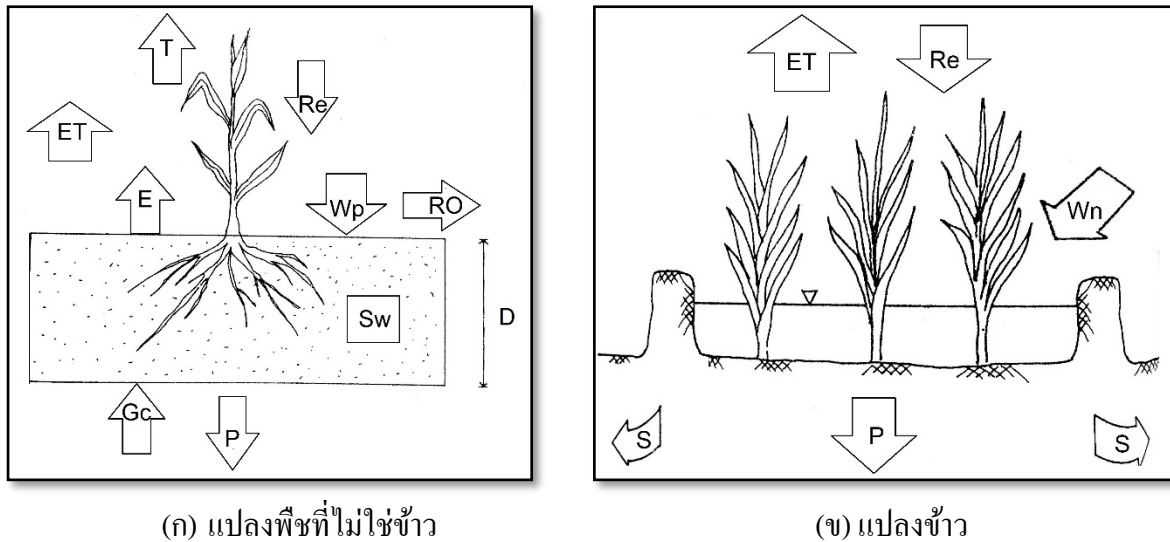 T
Re
ET
E
Wp
RO
Sw
D
Gc
P
(ก) แปลงพืชที่ไม่ใช่ข้าว
ET
Re
Wn
S
P
S
(ข) แปลงข้าว